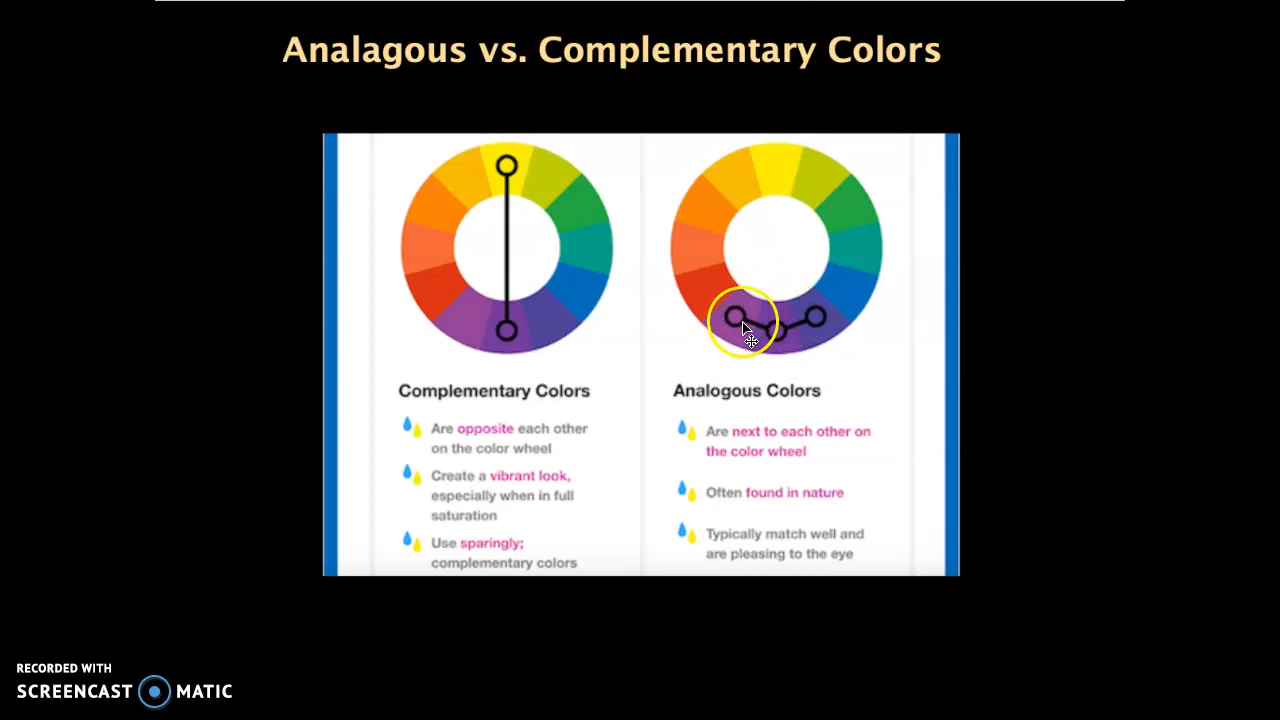 Analagous vs. Complementary Colors
Complementary Colors
Are opposite each other
on the color wheel
Create a vibrant look,
especially when in full
saturation
Use sparingly;
complementary colors
Analogous Colors
Are next to each other on
the color wheel
Often found in nature
Typically match well and
are pleasing to the eye
RECORDED WITH
SCREENCAST MATIC